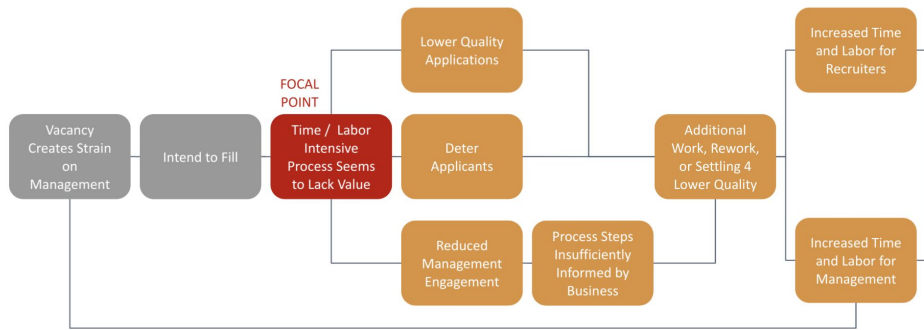 Lower Quality
Applications
Increased Time
and Labor for
Recruiters
FOCAL
POINT
Vacancy
Creates Strain
on
Management
Intend to Fill
Time / Labor
Intensive
Process Seems
to Lack Value
Deter
Applicants
Additional
Work, Rework,
or Settling 4
Lower Quality
Reduced
Management
Engagement
Process Steps
Insufficiently
Informed by
Business
Increased Time
and Labor for
Management